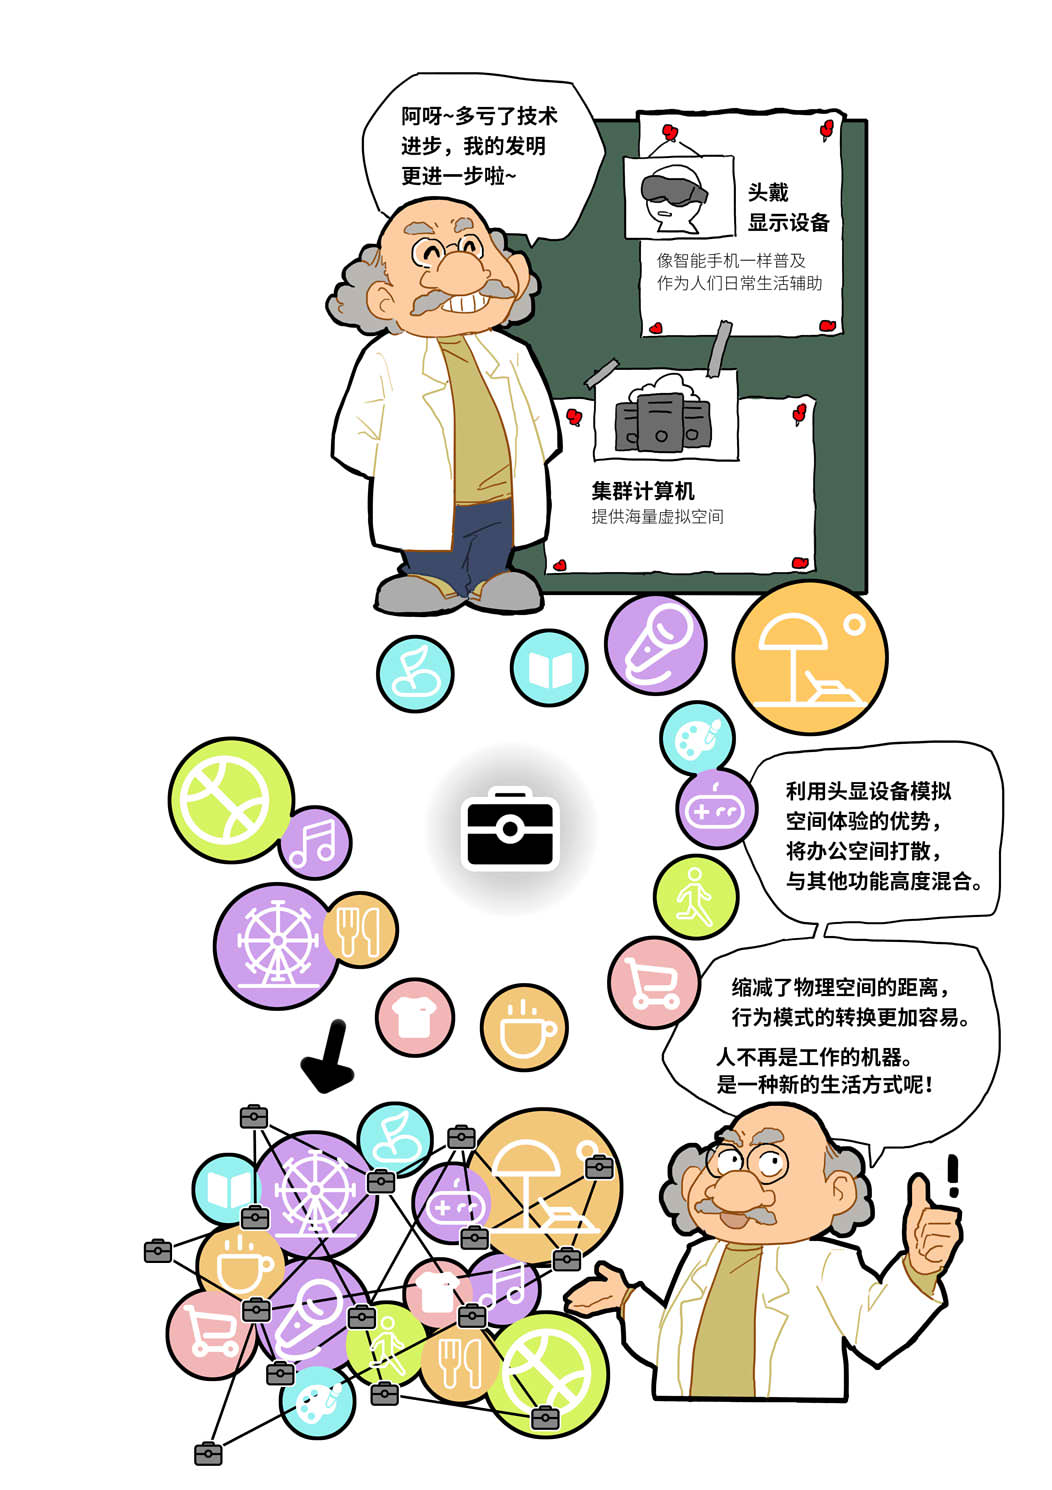 阿呀~多亏了技术
进步，我的发明
更进一步啦~
头戴
显示设备
像智能手机一样普及
作为人们日常生活辅助
集群计算机
提供海量虚拟空间
利用头显设备模拟
空间体验的优势，
将办公空间打散，
与其他功能高度混合。
缩减了物理空间的距离，
行为模式的转换更加容易。
人不再是工作的机器。
是一种新的生活方式呢！
!